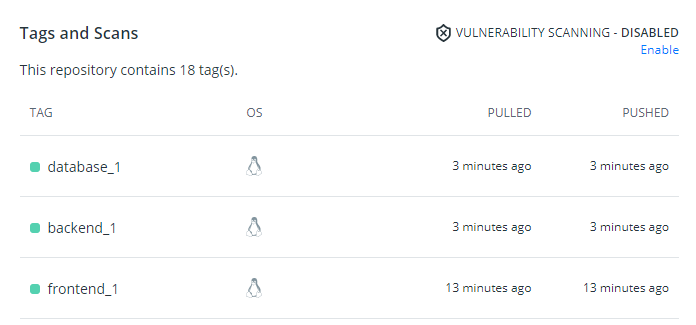 Tags and Scans
VULNERABILITY SCANNING - DISABLED
Enable
This repository contains 18 tag(s).
TAG OS PULLED PUSHED
database_1 3 minutes ago 3 minutes ago
backend_1 3 minutes ago 3 minutes ago
frontend_1 13 minutes ago 13 minutes ago